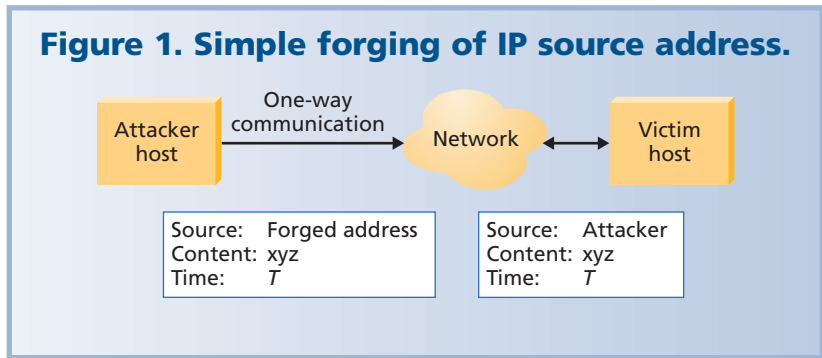 Figure 1. Simple forging of IP source address.
Attacker
host
One-way
communication
Network
Victim
host
Source: Forged address
Content: xyz
Time: T
Source: Attacker
Content: xyz
Time: T